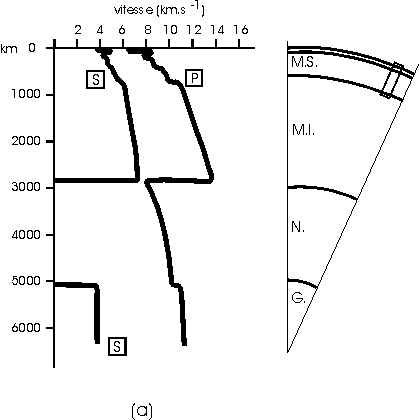 vitesse (km.s -1)
2 4 6 8 10 12 14 16
km 0
S
P
1000
2000
3000
4000
5000
6000
S
M.S.
M.I.
N.
G.
(a)